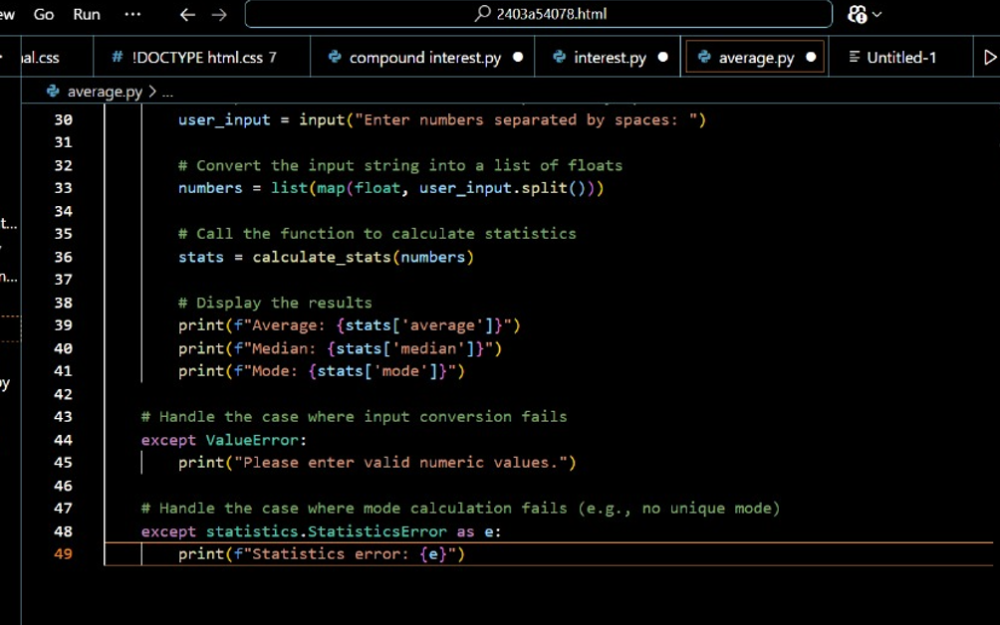 Go Run ... 2403a54078.html
!DOCTYPE html.css 7 compound interest.py interest.py average.py Untitled-1
average.py > ...
30 user_input = input("Enter numbers separated by spaces: ")
31
32 # Convert the input string into a list of floats
33 numbers = list(map(float, user_input.split()))
34
35 # Call the function to calculate statistics
36 stats = calculate_stats(numbers)
37
38 # Display the results
39 print(f"Average: {stats['average']}")
40 print(f"Median: {stats['median']}")
41 print(f"Mode: {stats['mode']}")
42
43 # Handle the case where input conversion fails
44 except ValueError:
45 print("Please enter valid numeric values.")
46
47 # Handle the case where mode calculation fails (e.g., no unique mode)
48 except statistics.StatisticsError as e:
49 print(f"Statistics error: {e}")